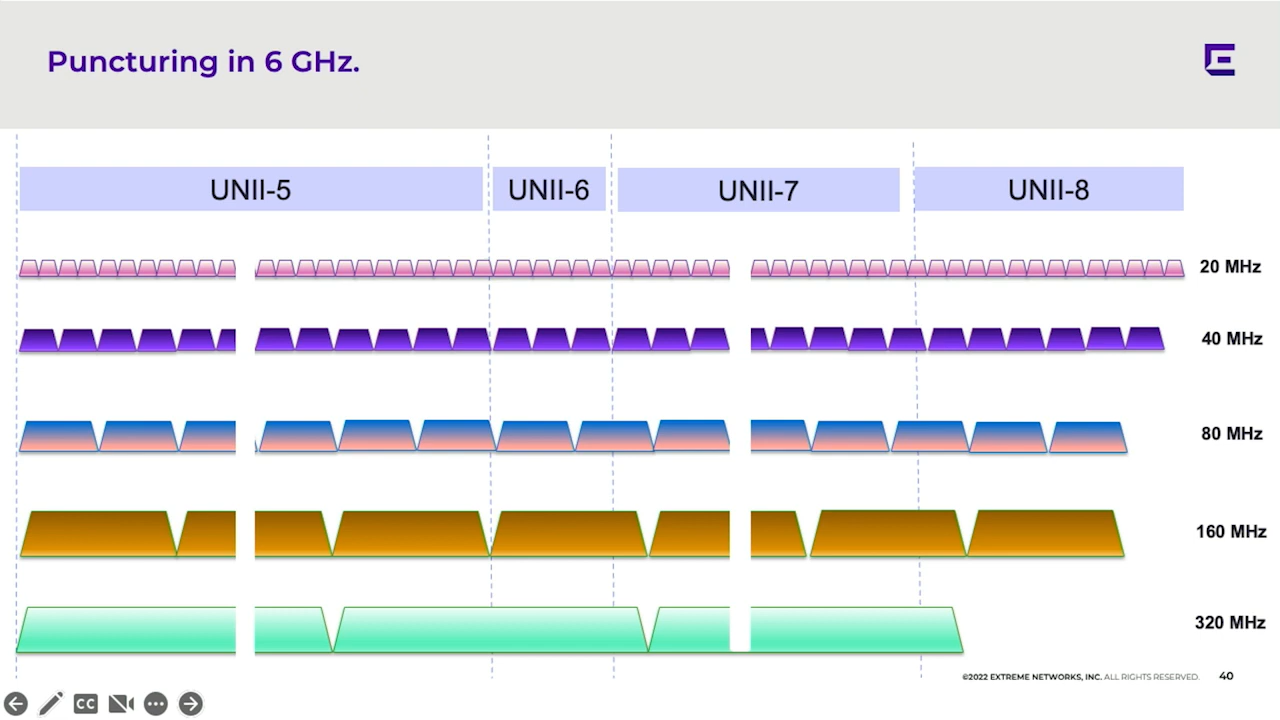 Puncturing in 6 GHz.
UNII-5 UNII-6 UNII-7 UNII-8
20 MHz
40 MHz
80 MHz
160 MHz
320 MHz
©2022 EXTREME NETWORKS, INC. ALL RIGHTS RESERVED. 40
CC